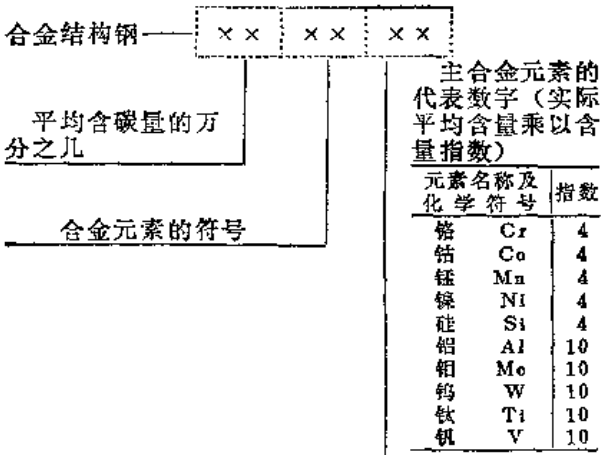 合金结构钢 ×× ×× ××
平均含碳量的万
分之几
合金元素的符号
主合金元素的
代表数字（实际
平均含量乘以含
量指数）
元素名称及
化学符号 指数
铬 Cr 4
钴 Co 4
锰 Mn 4
镍 Ni 4
硅 Si 4
铝 Al 10
钼 Mo 10
钨 W 10
钛 Ti 10
钒 V 10